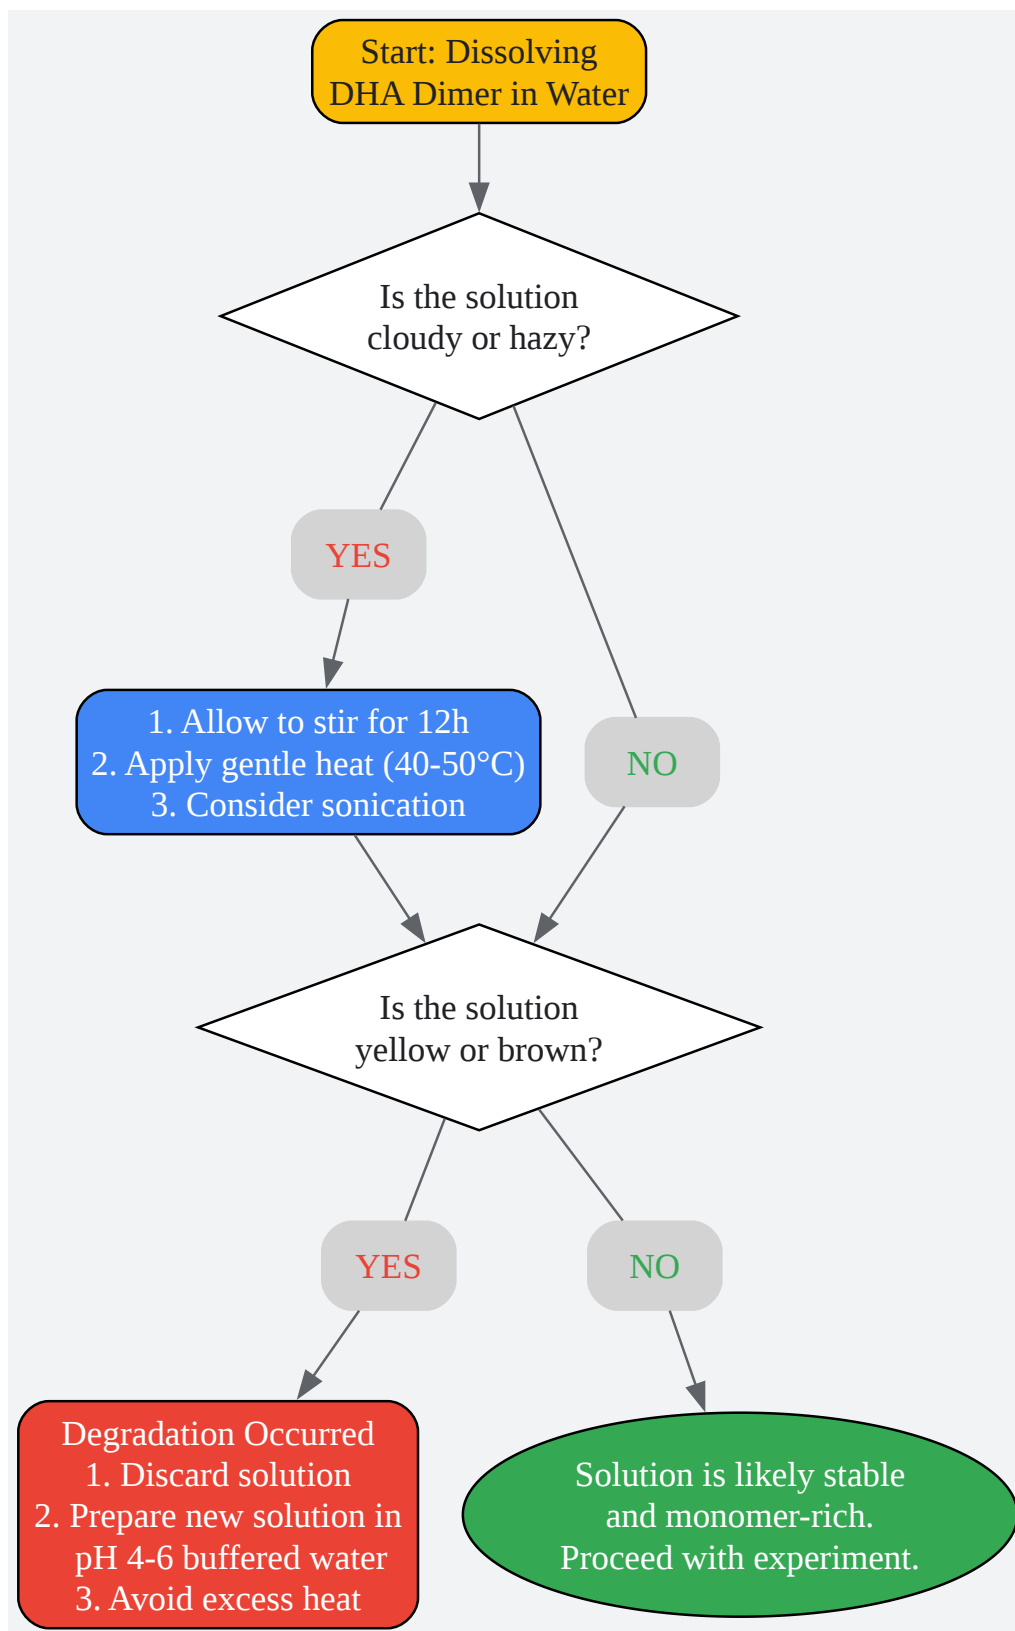 Start: Dissolving
DHA Dimer in Water
Is the solution
cloudy or hazy?
YES
1. Allow to stir for 12h
2. Apply gentle heat (40-50°C)
3. Consider sonication
NO
Is the solution
yellow or brown?
YES
NO
Degradation Occurred
1. Discard solution
2. Prepare new solution in
pH 4-6 buffered water
3. Avoid excess heat
Solution is likely stable
and monomer-rich.
Proceed with experiment.